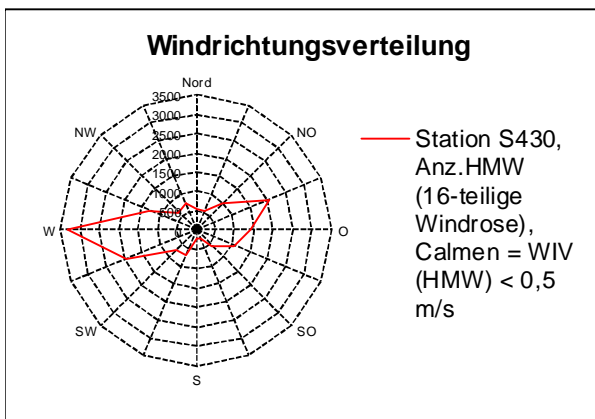 Windrichtungsverteilung
Nord
3500
3000
2500
2000
1500
1000
500
0
NO
O
SO
S
SW
W
NW
Station S430,
Anz.HMW
(16-teilige
Windrose),
Calmen = WIV
(HMW) < 0,5
m/s